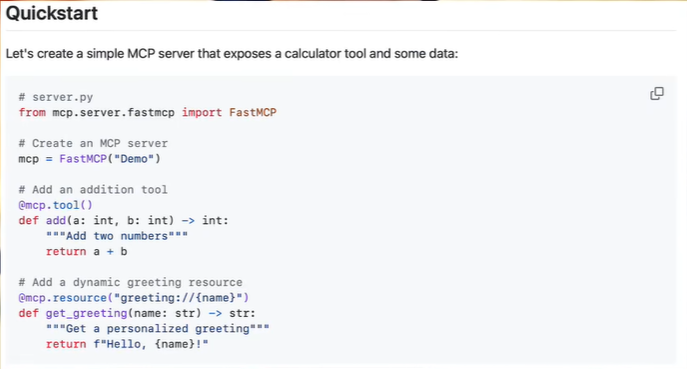 Quickstart
Let's create a simple MCP server that exposes a calculator tool and some data:
# server.py
from mcp.server.fastmcp import FastMCP
# Create an MCP server
mcp = FastMCP("Demo")
# Add an addition tool
@mcp.tool()
def add(a: int, b: int) -> int:
    """Add two numbers"""
    return a + b
# Add a dynamic greeting resource
@mcp.resource("greeting://{name}")
def get_greeting(name: str) -> str:
    """Get a personalized greeting"""
    return f"Hello, {name}!"